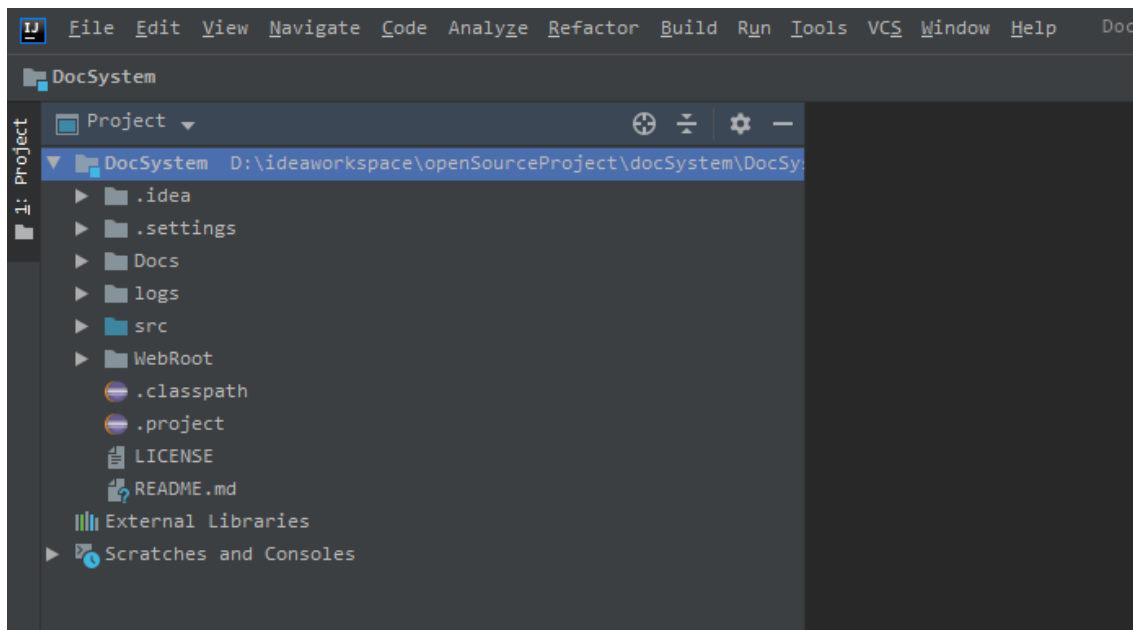 IJ File Edit View Navigate Code Analyze Refactor Build Run Tools VCS Window Help Doc
DocSystem
1: Project
Project
DocSystem D:\ideaworkspace\openSourceProject\docSystem\DocSy
.idea
.settings
Docs
logs
src
WebRoot
.classpath
.project
LICENSE
README.md
External Libraries
Scratches and Consoles